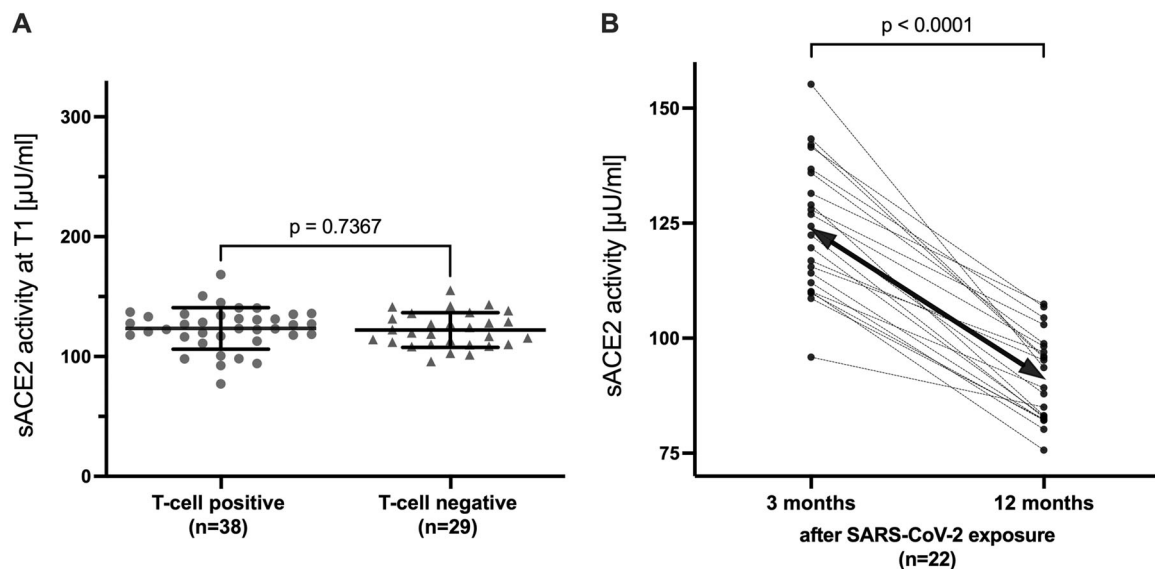 A
sACE2 activity at T1 [µU/ml]
300
200
100
0
p = 0.7367
T-cell positive
(n=38)
T-cell negative
(n=29)
B
p < 0.0001
sACE2 activity [µU/ml]
150
125
100
75
3 months
12 months
after SARS-CoV-2 exposure
(n=22)